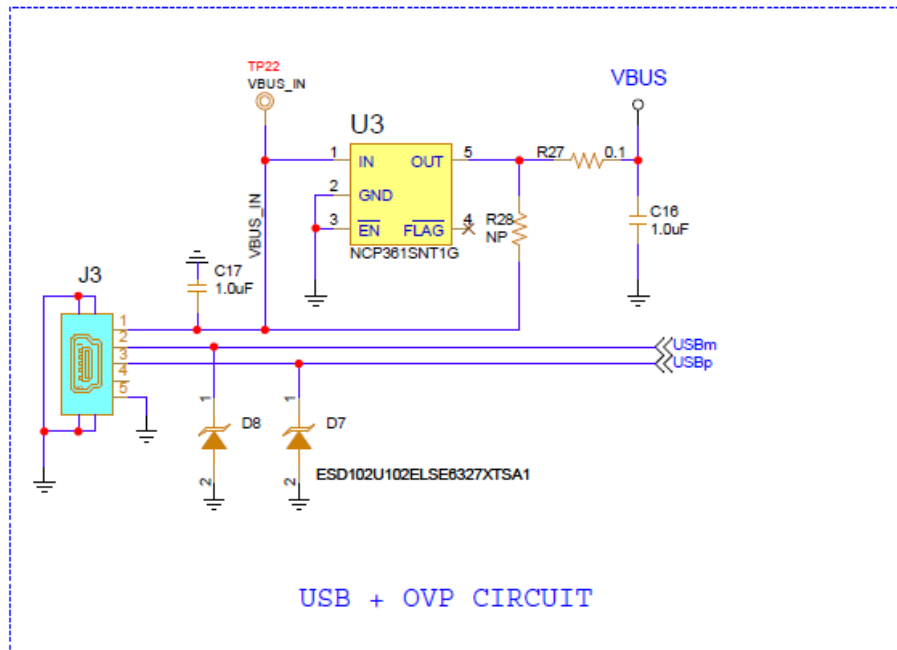 TP22
VBUS_IN
VBUS
U3
1 IN OUT 5
R27 0.1
2 GND
3 EN FLAG 4
NCP361SNT1G
R28
NP
C16
1.0uF
VBUS_IN
C17
1.0uF
J3
1
2
3
4
5
USBm
USBp
1 D8
2
1 D7
2
ESD102U102ELSE6327XTSA1
USB + OVP CIRCUIT